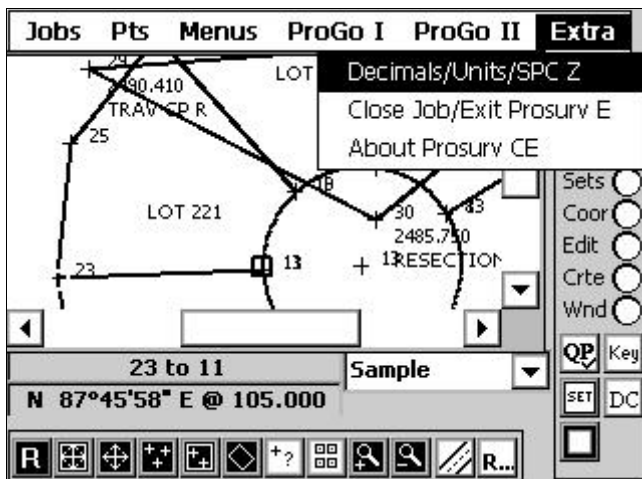 Jobs Pts Menus ProGo I ProGo II Extra
Decimals/Units/SPC Z
Close Job/Exit Prosurv E
About Prosurv CE
29
2490.410
TRAV CP R
LOT
25
LOT 221
30
2485.750
RESECTION
13
23
13
Sets
Coor
Edit
Crte
Wnd
23 to 11
Sample
N 87º45'58" E @ 105.000
QP Key
SET DC
R +? R...